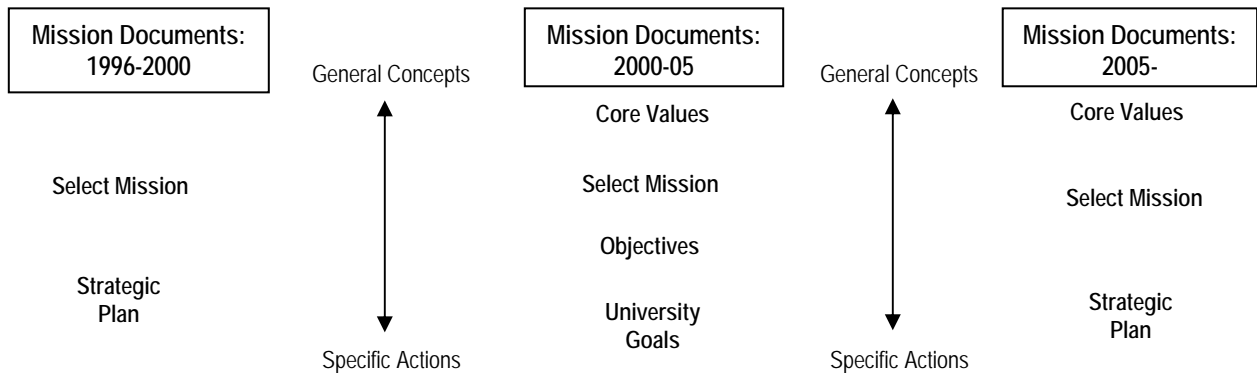 Mission Documents:
1996-2000
Select Mission
Strategic
Plan
General Concepts
Specific Actions
Mission Documents:
2000-05
Core Values
Select Mission
Objectives
University
Goals
General Concepts
Specific Actions
Mission Documents:
2005-
Core Values
Select Mission
Strategic
Plan